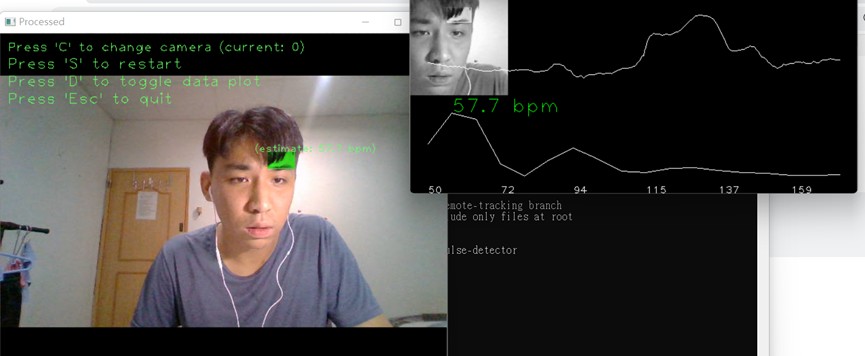 Processed
Press 'C' to change camera (current: 0)
Press 'S' to restart
Press 'D' to toggle data plot
Press 'Esc' to quit
(estimate: 57.7 bpm)
57.7 bpm
50 72 94 115 137 159
emote-tracking branch
ude only files at root
lse-detector